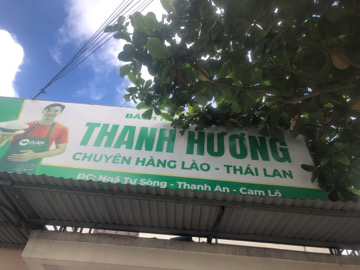 THANH HƯƠNG
CHUYÊN HÀNG LÀO - THÁI LAN
ĐC: Ngã Tư Sòng - Thanh An - Cam Lộ